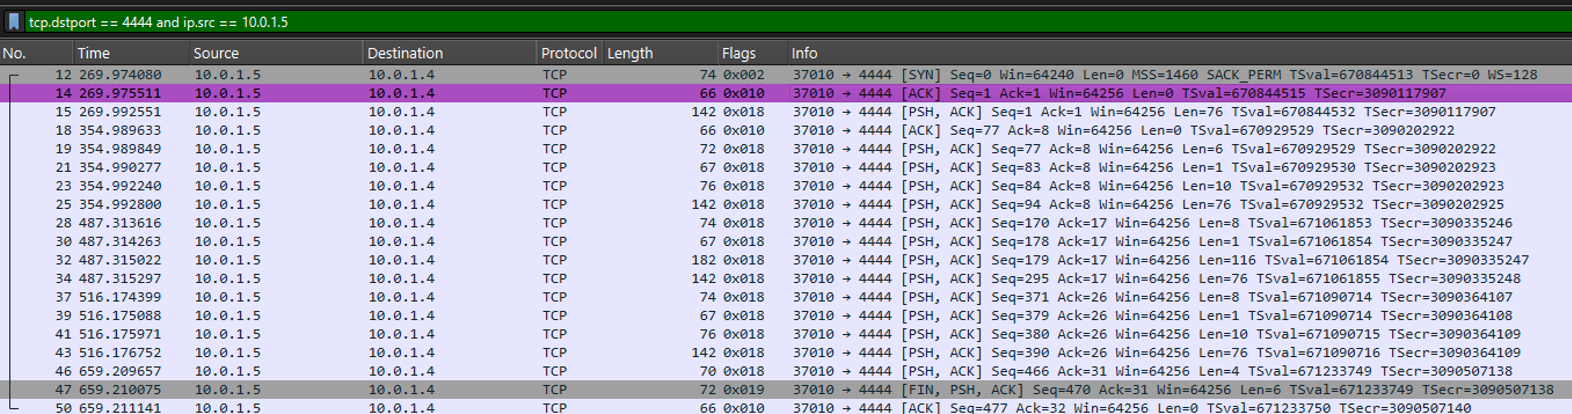 tcp.dstport == 4444 and ip.src == 10.0.1.5
No. Time Source Destination Protocol Length Flags Info
12 269.974080 10.0.1.5 10.0.1.4 TCP 74 0x002 37010 → 4444 [SYN] Seq=0 Win=64240 Len=0 MSS=1460 SACK_PERM TSval=670844513 TSecr=0 WS=128
14 269.975511 10.0.1.5 10.0.1.4 TCP 66 0x010 37010 → 4444 [ACK] Seq=1 Ack=1 Win=64256 Len=0 TSval=670844515 TSecr=3090117907
15 269.992551 10.0.1.5 10.0.1.4 TCP 142 0x018 37010 → 4444 [PSH, ACK] Seq=1 Ack=1 Win=64256 Len=76 TSval=670844532 TSecr=3090117907
18 354.989633 10.0.1.5 10.0.1.4 TCP 66 0x010 37010 → 4444 [ACK] Seq=77 Ack=8 Win=64256 Len=0 TSval=670929529 TSecr=3090202922
19 354.989849 10.0.1.5 10.0.1.4 TCP 72 0x018 37010 → 4444 [PSH, ACK] Seq=77 Ack=8 Win=64256 Len=6 TSval=670929529 TSecr=3090202922
21 354.990277 10.0.1.5 10.0.1.4 TCP 67 0x018 37010 → 4444 [PSH, ACK] Seq=83 Ack=8 Win=64256 Len=1 TSval=670929530 TSecr=3090202923
23 354.992240 10.0.1.5 10.0.1.4 TCP 76 0x018 37010 → 4444 [PSH, ACK] Seq=84 Ack=8 Win=64256 Len=10 TSval=670929532 TSecr=3090202923
25 354.992800 10.0.1.5 10.0.1.4 TCP 142 0x018 37010 → 4444 [PSH, ACK] Seq=94 Ack=8 Win=64256 Len=76 TSval=670929532 TSecr=3090202925
28 487.313616 10.0.1.5 10.0.1.4 TCP 74 0x018 37010 → 4444 [PSH, ACK] Seq=170 Ack=17 Win=64256 Len=8 TSval=671061853 TSecr=3090335246
30 487.314263 10.0.1.5 10.0.1.4 TCP 67 0x018 37010 → 4444 [PSH, ACK] Seq=178 Ack=17 Win=64256 Len=1 TSval=671061854 TSecr=3090335247
32 487.315022 10.0.1.5 10.0.1.4 TCP 182 0x018 37010 → 4444 [PSH, ACK] Seq=179 Ack=17 Win=64256 Len=116 TSval=671061854 TSecr=3090335247
34 487.315297 10.0.1.5 10.0.1.4 TCP 142 0x018 37010 → 4444 [PSH, ACK] Seq=295 Ack=17 Win=64256 Len=76 TSval=671061855 TSecr=3090335248
37 516.174399 10.0.1.5 10.0.1.4 TCP 74 0x018 37010 → 4444 [PSH, ACK] Seq=371 Ack=26 Win=64256 Len=8 TSval=671090714 TSecr=3090364107
39 516.175088 10.0.1.5 10.0.1.4 TCP 67 0x018 37010 → 4444 [PSH, ACK] Seq=379 Ack=26 Win=64256 Len=1 TSval=671090714 TSecr=3090364108
41 516.175971 10.0.1.5 10.0.1.4 TCP 76 0x018 37010 → 4444 [PSH, ACK] Seq=380 Ack=26 Win=64256 Len=10 TSval=671090715 TSecr=3090364109
43 516.176752 10.0.1.5 10.0.1.4 TCP 142 0x018 37010 → 4444 [PSH, ACK] Seq=390 Ack=26 Win=64256 Len=76 TSval=671090716 TSecr=3090364109
46 659.209657 10.0.1.5 10.0.1.4 TCP 70 0x018 37010 → 4444 [PSH, ACK] Seq=466 Ack=31 Win=64256 Len=4 TSval=671233749 TSecr=3090507138
47 659.210075 10.0.1.5 10.0.1.4 TCP 72 0x019 37010 → 4444 [FIN, PSH, ACK] Seq=470 Ack=31 Win=64256 Len=6 TSval=671233749 TSecr=3090507138
50 659.211141 10.0.1.5 10.0.1.4 TCP 66 0x010 37010 → 4444 [ACK] Seq=477 Ack=32 Win=64256 Len=0 TSval=671233750 TSecr=3090507140